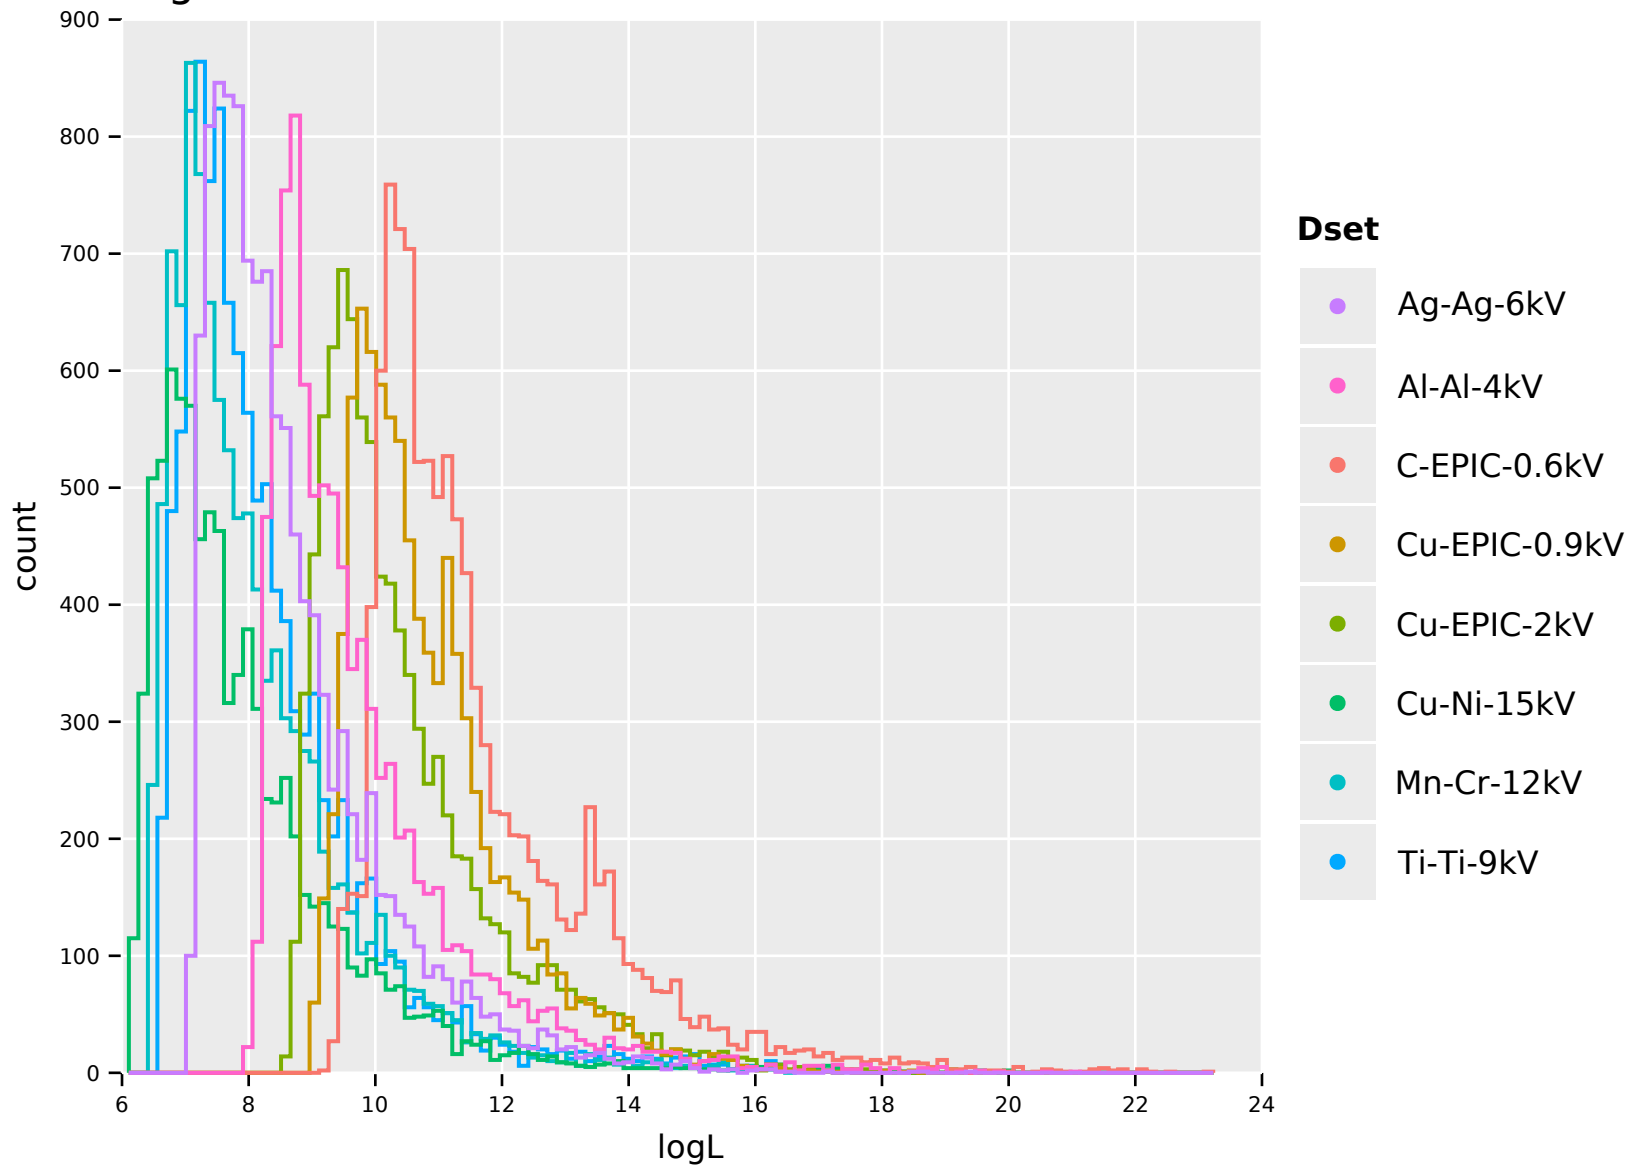 900
800
700
600
500
400
300
200
100
0
6 8 10 12 14 16 18 20 22 24
count
logL
Dset
Ag-Ag-6kV
Al-Al-4kV
C-EPIC-0.6kV
Cu-EPIC-0.9kV
Cu-EPIC-2kV
Cu-Ni-15kV
Mn-Cr-12kV
Ti-Ti-9kV